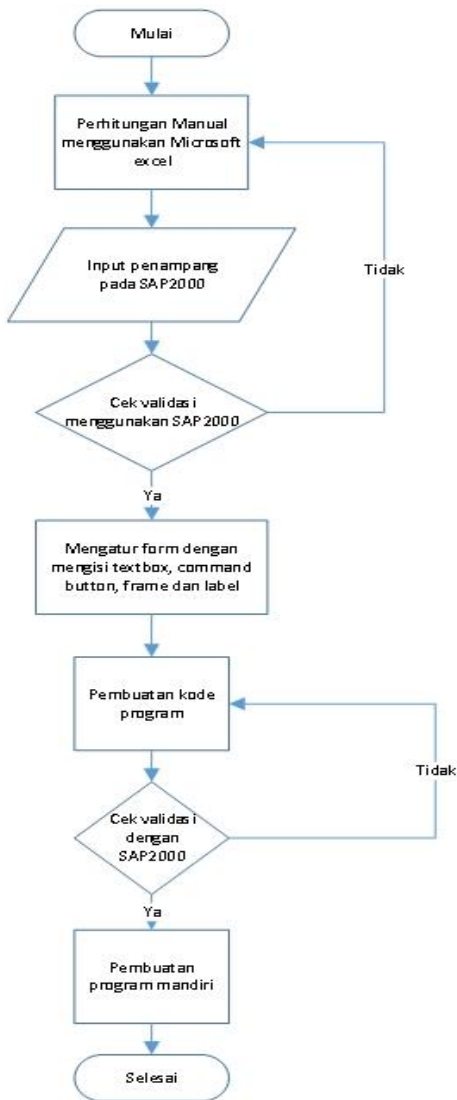 Mulai
Perhitungan Manual
menggunakan Microsoft
excel
Input penampang
pada SAP2000
Tidak
Cek validasi
menggunakan SAP2000
Ya
Mengatur form dengan
mengisi textbox, command
button, frame dan label
Pembuatan kode
program
Tidak
Cek validasi
dengan
SAP2000
Ya
Pembuatan
program mandiri
Selesai